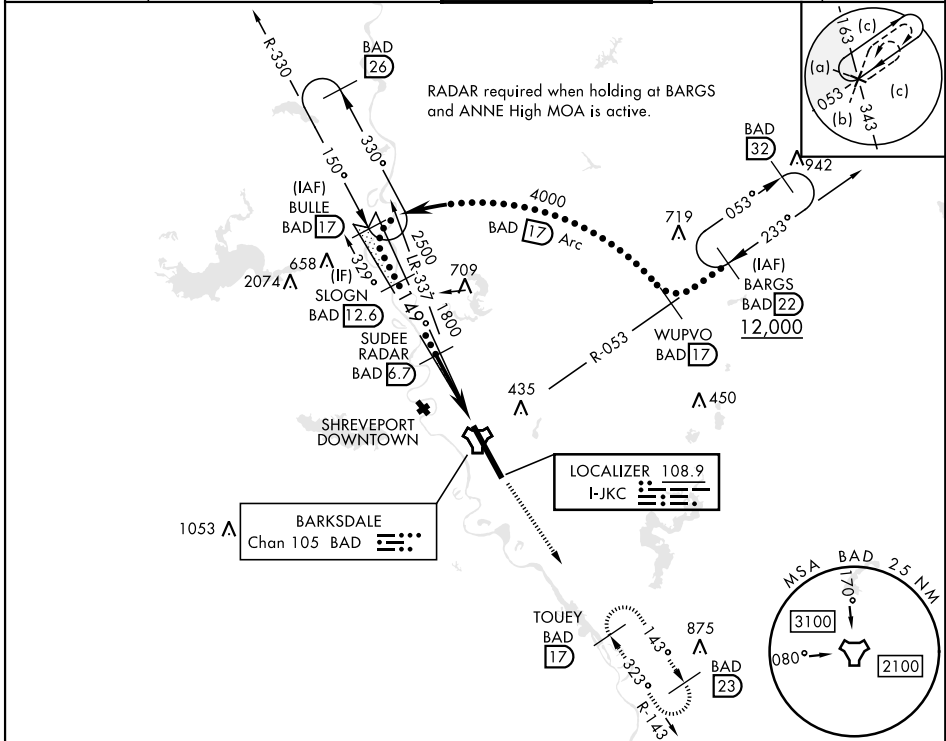 R-330
BAD
26
RADAR required when holding at BARGS
and ANNE High MOA is active.
163
(c)
(a)
(c)
053
(b)
343
BAD
32
942
150°
330°
(IAF)
BULLE
BAD 17
4000
BAD 17 Arc
719
053°
233°
(IAF)
BARGS
BAD 22
12,000
2500
LR-337
1800
658
2074
329°
(IF)
SLOGN
BAD 12.6
709
149°
WUPVO
BAD 17
R-053
SUDEE
RADAR
BAD 6.7
435
450
SHREVEPORT
DOWNTOWN
LOCALIZER 108.9
I-JKC
1053
BARKSDALE
Chan 105 BAD
MSA BAD 25 NM
170°
3100
080°
2100
TOUEY
BAD
17
143°
323°
875
BAD
23
R-143